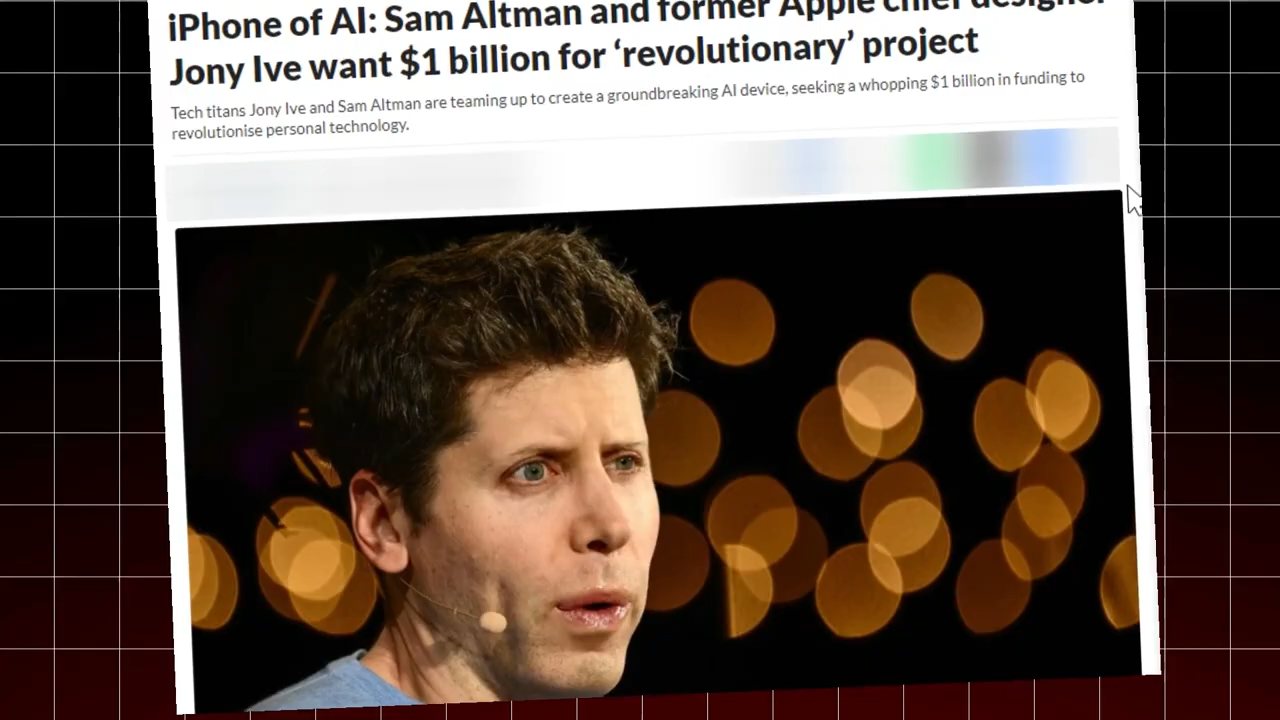 iPhone of AI: Sam Altman and former Apple chief designer
Jony Ive want $1 billion for ‘revolutionary’ project
Tech titans Jony Ive and Sam Altman are teaming up to create a groundbreaking AI device, seeking a whopping $1 billion in funding to
revolutionise personal technology.